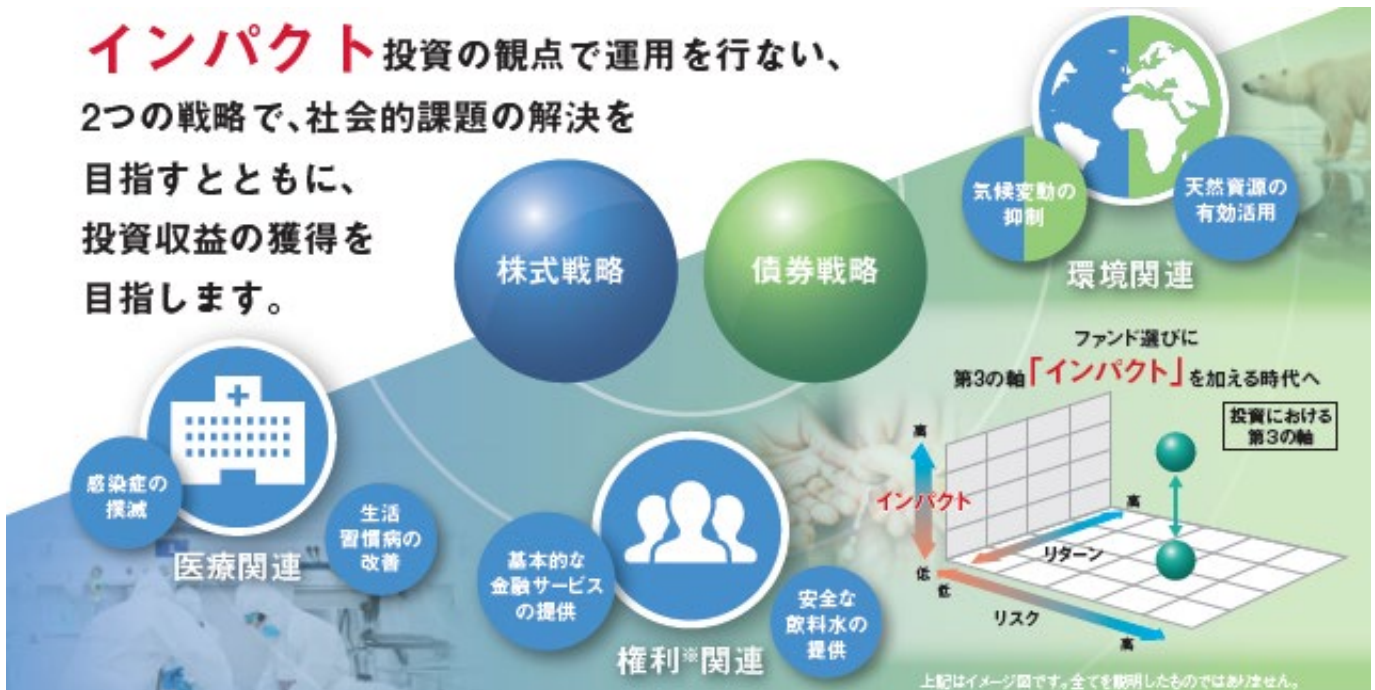 インパクト投資の観点で運用を行ない、
2つの戦略で、社会的課題の解決を
目指すとともに、
投資収益の獲得を
目指します。
株式戦略
債券戦略
気候変動の
抑制
天然資源の
有効活用
環境関連
感染症の
撲滅
生活
習慣病の
改善
医療関連
基本的な
金融サービス
の提供
安全な
飲料水の
提供
権利※関連
ファンド選びに
第3の軸「インパクト」を加える時代へ
投資における
第3の軸
高
インパクト
低
高
リターン
低
リスク
高
上記はイメージ図です。全てを説明したものではありません。